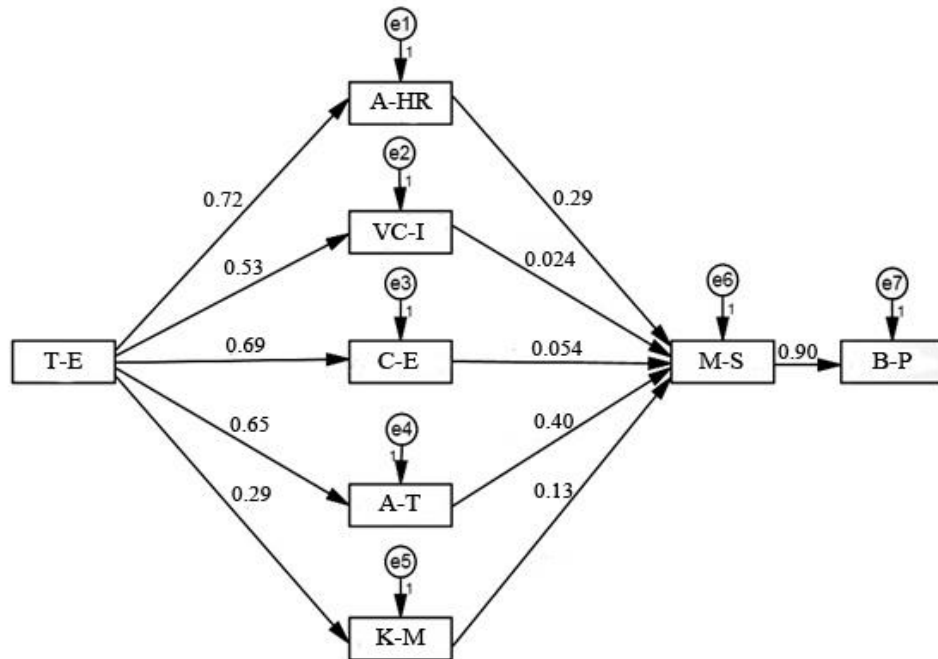 e1
1
A-HR
e2
1
0.72
0.29
VC-I
0.53
0.024
e3
1
e6
1
e7
1
T-E
0.69
C-E
0.054
M-S
0.90
B-P
0.65
e4
1
0.40
A-T
0.29
0.13
e5
1
K-M